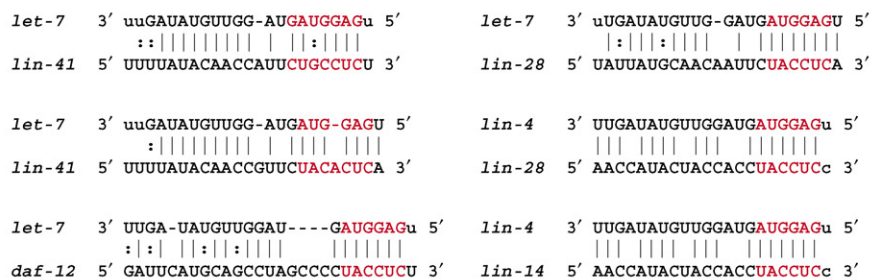 let-7 3′ uuGAUAUGUUGG-AUGAUGGAGu 5′
lin-41 5′ UUUUAUACAACCAUUCUGCCUCU 3′
let-7 3′ uuGAUAUGUUGG-AUGAUG-GAGU 5′
lin-41 5′ UUUUAUACAACCGUUCUACACUCA 3′
let-7 3′ UUGA-UAUGUUGGAU----GAUGGAGu 5′
daf-12 5′ GAUUCAUGCAGCCUAGCCCCUACCUCU 3′
let-7 3′ uUGAUAUGUUG-GAUGAUGGAGU 5′
lin-28 5′ UAUUAUGCAACAAUUCUACCUCA 3′
lin-4 3′ UUGAUAUGUUGGAUGAUGGAGu 5′
lin-28 5′ AACCAUACUACCACCUACCUCc 3′
lin-4 3′ UUGAUAUGUUGGAUGAUGGAGu 5′
lin-14 5′ AACCAUACUACCACCUACCUCc 3′